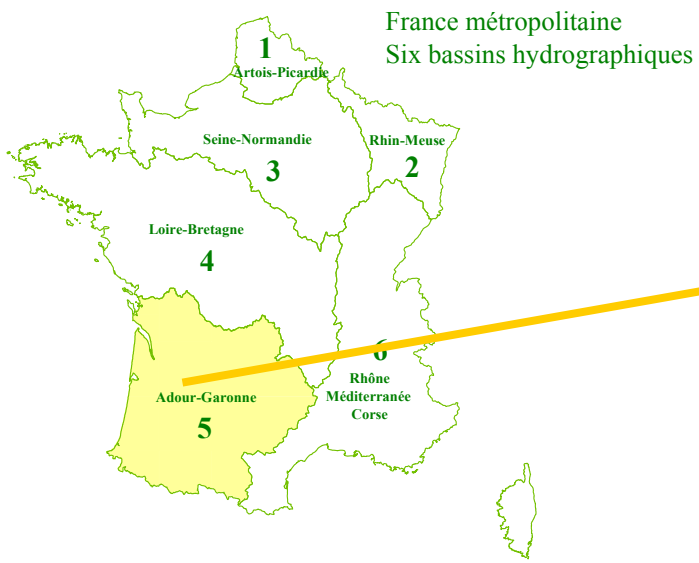 France métropolitaine
Six bassins hydrographiques
1
Artois-Picardie
Seine-Normandie
3
Rhin-Meuse
2
Loire-Bretagne
4
6
Rhône
Méditerranée
Corse
Adour-Garonne
5